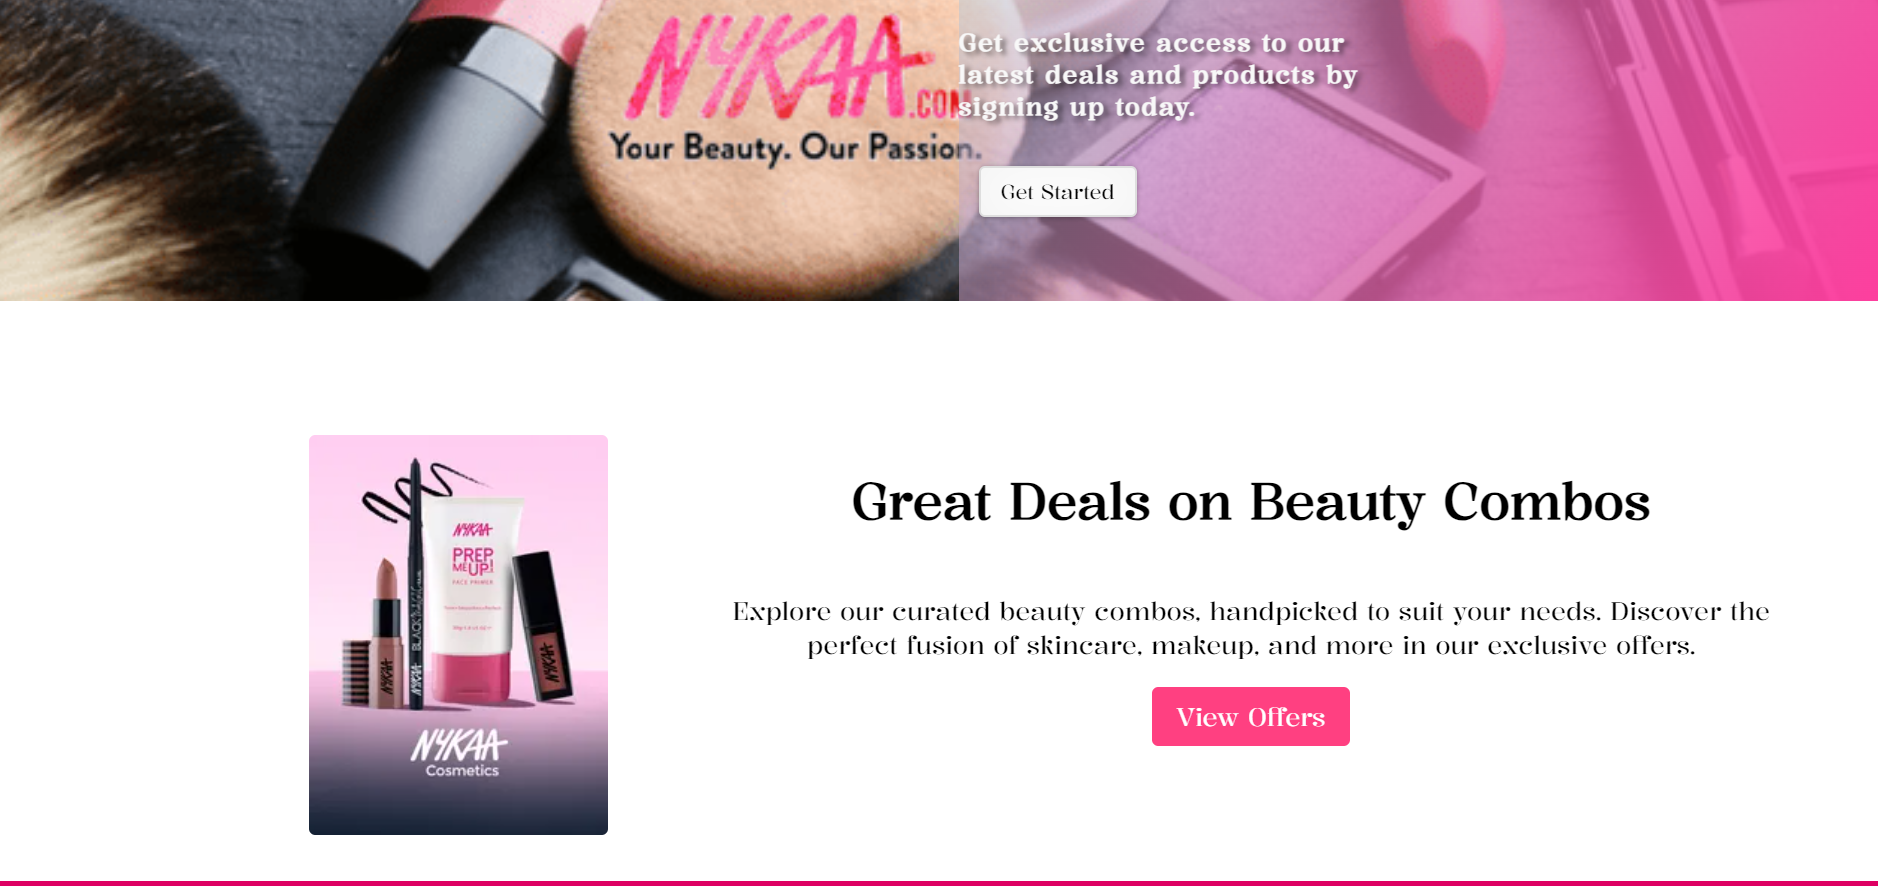 NYKAA.COM
Your Beauty. Our Passion.
Get exclusive access to our
latest deals and products by
signing up today.
Get Started
NYKAA
PREP
ME UP!
FACE PRIMER
BLACK
NYKAA
NYKAA
NYKAA
NYKAA
Cosmetics
Great Deals on Beauty Combos
Explore our curated beauty combos, handpicked to suit your needs. Discover the
perfect fusion of skincare, makeup, and more in our exclusive offers.
View Offers